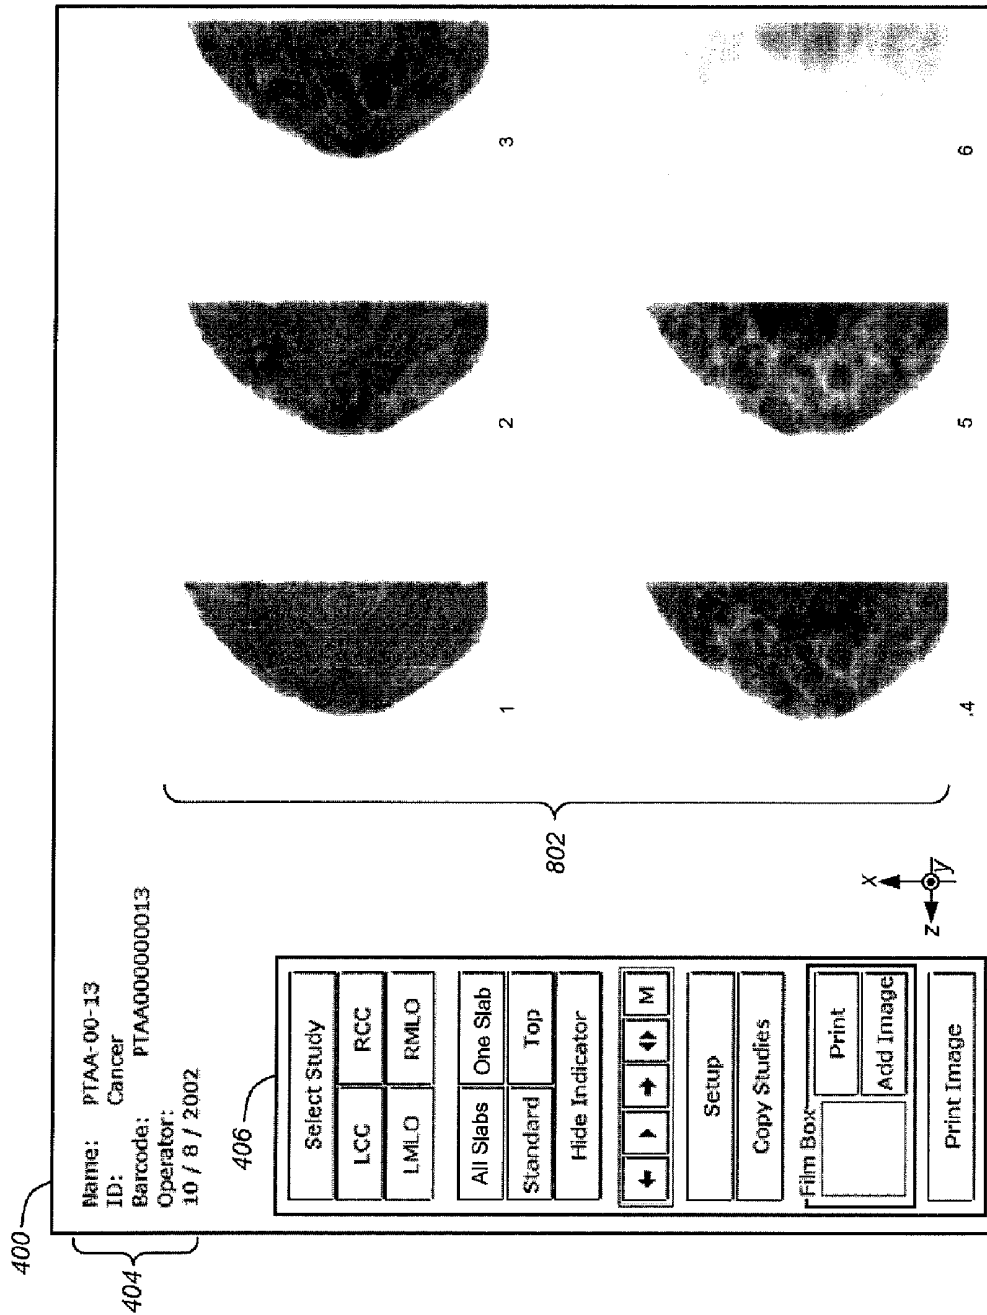 400
404
Name: PTAA-00-13
ID: Cancer
Barcode: PTAA00000013
Operator:
10 / 8 / 2002
406
Select Study
LCC RCC
LMLO RMLO
All Slabs One Slab
Standard Top
Hide Indicator
M
Setup
Copy Studies
Film Box
Print
Add Image
Print Image
802
x
y
z
1 2 3
.4 5 6